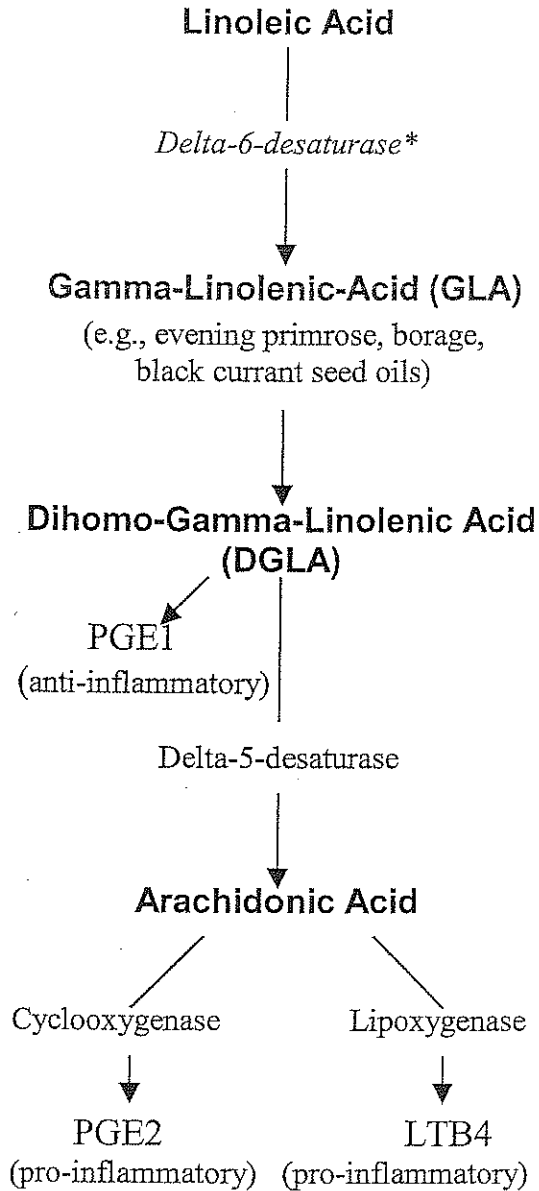 Linoleic Acid
Delta-6-desaturase*
Gamma-Linolenic-Acid (GLA)
(e.g., evening primrose, borage,
black currant seed oils)
Dihomo-Gamma-Linolenic Acid
(DGLA)
PGE1
(anti-inflammatory)
Delta-5-desaturase
Arachidonic Acid
Cyclooxygenase
Lipoxygenase
PGE2
LTB4
(pro-inflammatory)
(pro-inflammatory)